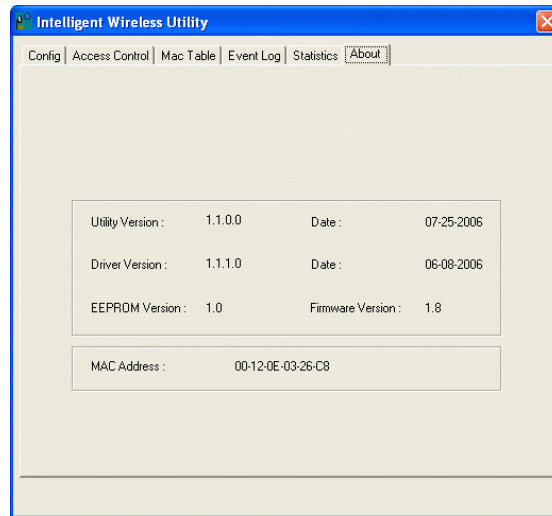 Intelligent Wireless Utility
Config Access Control Mac Table Event Log Statistics About
Utility Version : 1.1.0.0 Date : 07-25-2006
Driver Version : 1.1.1.0 Date : 06-08-2006
EEPROM Version : 1.0 Firmware Version : 1.8
MAC Address : 00-12-0E-03-26-C8